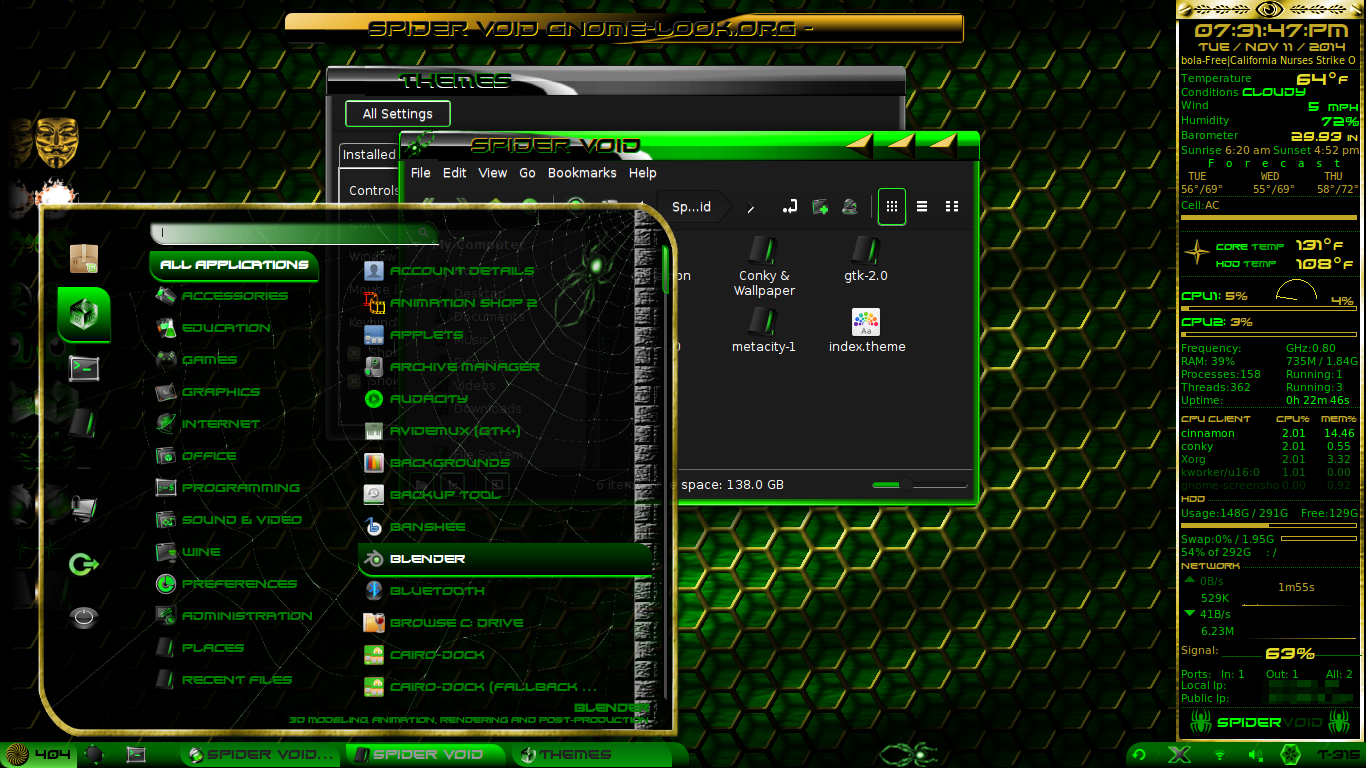 SPIDER VOID GNOME-LOOK.ORG -
THEMES
All Settings
Installed
Controls
SPIDER VOID
File Edit View Go Bookmarks Help
Sp...id
Conky &
Wallpaper
gtk-2.0
metacity-1
index.theme
space: 138.0 GB
ALL APPLICATIONS
ACCESSORIES
EDUCATION
GAMES
GRAPHICS
INTERNET
OFFICE
PROGRAMMING
SOUND & VIDEO
WINE
PREFERENCES
ADMINISTRATION
PLACES
RECENT FILES
ACCOUNT DETAILS
ANIMATION SHOP 2
APPLETS
ARCHIVE MANAGER
AUDACITY
AVIDEMUX (GTK+)
BACKGROUNDS
BACKUP TOOL
BANSHEE
BLENDER
BLUETOOTH
BROWSE C: DRIVE
CAIRO-DOCK
CAIRO-DOCK (FALLBACK ...
BLENDER
3D MODELING, ANIMATION, RENDERING AND POST-PRODUCTION
My Computer
Desktop
Documents
Videos
Downloads
File System
07:31:47:PM
TUE / NOV 11 / 2014
bola-Free|California Nurses Strike O
Temperature 64°F
Conditions CLOUDY
Wind 5 MPH
Humidity 72%
Barometer 29.93 IN
Sunrise 6:20 am Sunset 4:52 pm
Forecast
TUE WED THU
56°/69° 55°/69° 58°/72°
Cell:AC
CORE TEMP 131°F
HDD TEMP 108°F
CPU1: 5% 4%
CPU2: 3%
Frequency: GHz:0.80
RAM: 39% 735M / 1.84G
Processes:158 Running:1
Threads:362 Running:3
Uptime: 0h 22m 46s
CPU CLIENT CPU% MEM%
cinnamon 2.01 14.46
conky 2.01 0.55
Xorg 2.01 3.32
kworker/u16:0 1.01 0.00
gnome-screensho 0.00 0.92
HDD
Usage:148G / 291G Free:129G
Swap:0% / 1.95G
54% of 292G : /
NETWORK
0B/s
529K
1m55s
41B/s
6.23M
Signal: 63%
Ports: In: 1 Out: 1 All: 2
Local Ip:
Public Ip:
SPIDERVOID
404
SPIDER VOID...
SPIDER VOID
THEMES
T-315